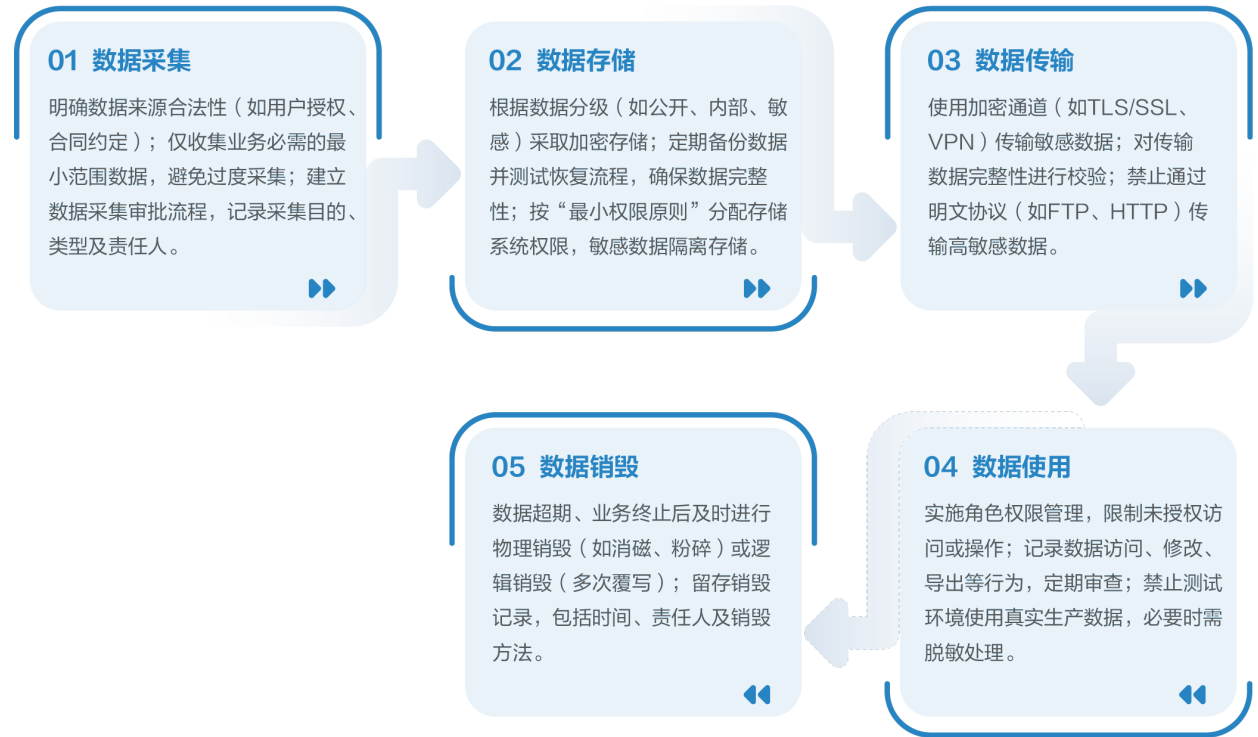 01 数据采集
明确数据来源合法性（如用户授权、
合同约定）；仅收集业务必需的最
小范围数据，避免过度采集；建立
数据采集审批流程，记录采集目的、
类型及责任人。
02 数据存储
根据数据分级（如公开、内部、敏
感）采取加密存储；定期备份数据
并测试恢复流程，确保数据完整
性；按“最小权限原则”分配存储
系统权限，敏感数据隔离存储。
03 数据传输
使用加密通道（如TLS/SSL、
VPN）传输敏感数据；对传输
数据完整性进行校验；禁止通过
明文协议（如FTP、HTTP）传
输高敏感数据。
04 数据使用
实施角色权限管理，限制未授权访
问或操作；记录数据访问、修改、
导出等行为，定期审查；禁止测试
环境使用真实生产数据，必要时需
脱敏处理。
05 数据销毁
数据超期、业务终止后及时进行
物理销毁（如消磁、粉碎）或逻
辑销毁（多次覆写）；留存销毁
记录，包括时间、责任人及销毁
方法。